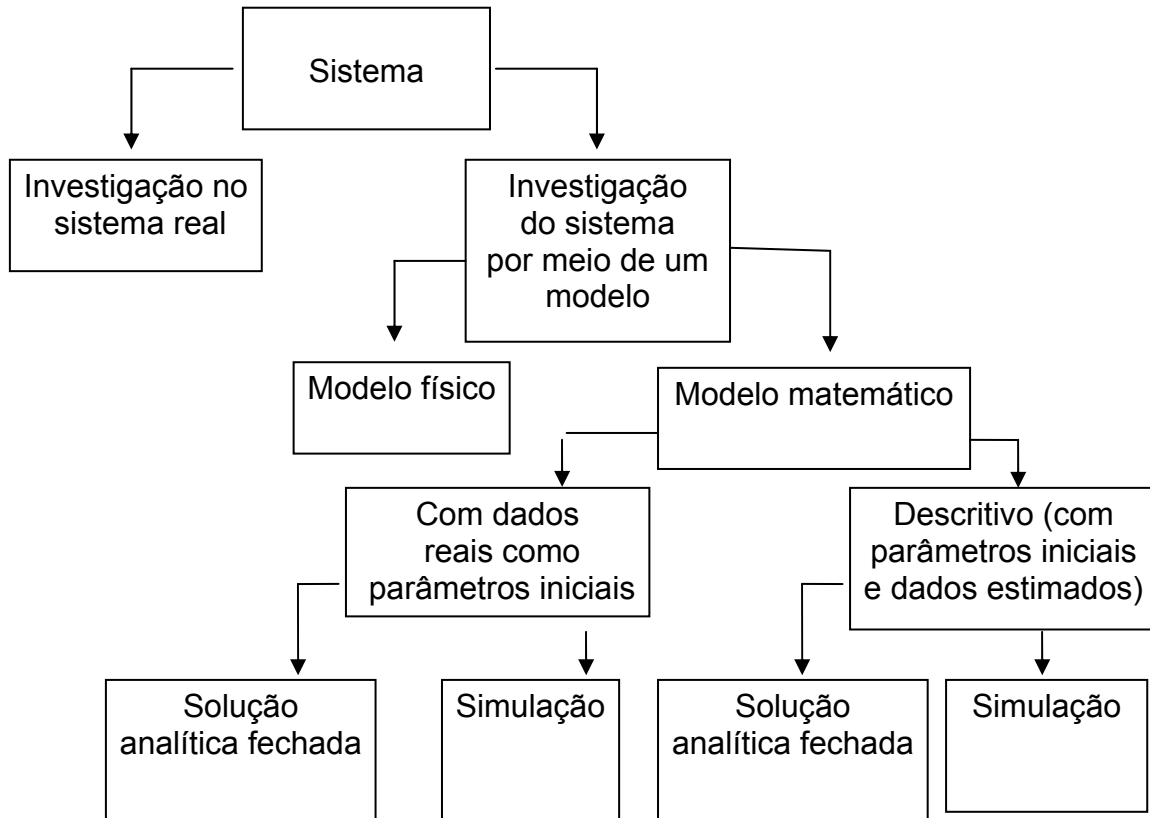 Sistema
Investigação no
sistema real
Investigação
do sistema
por meio de um
modelo
Modelo físico
Modelo matemático
Com dados
reais como
parâmetros iniciais
Descritivo (com
parâmetros iniciais
e dados estimados)
Solução
analítica fechada
Simulação
Solução
analítica fechada
Simulação